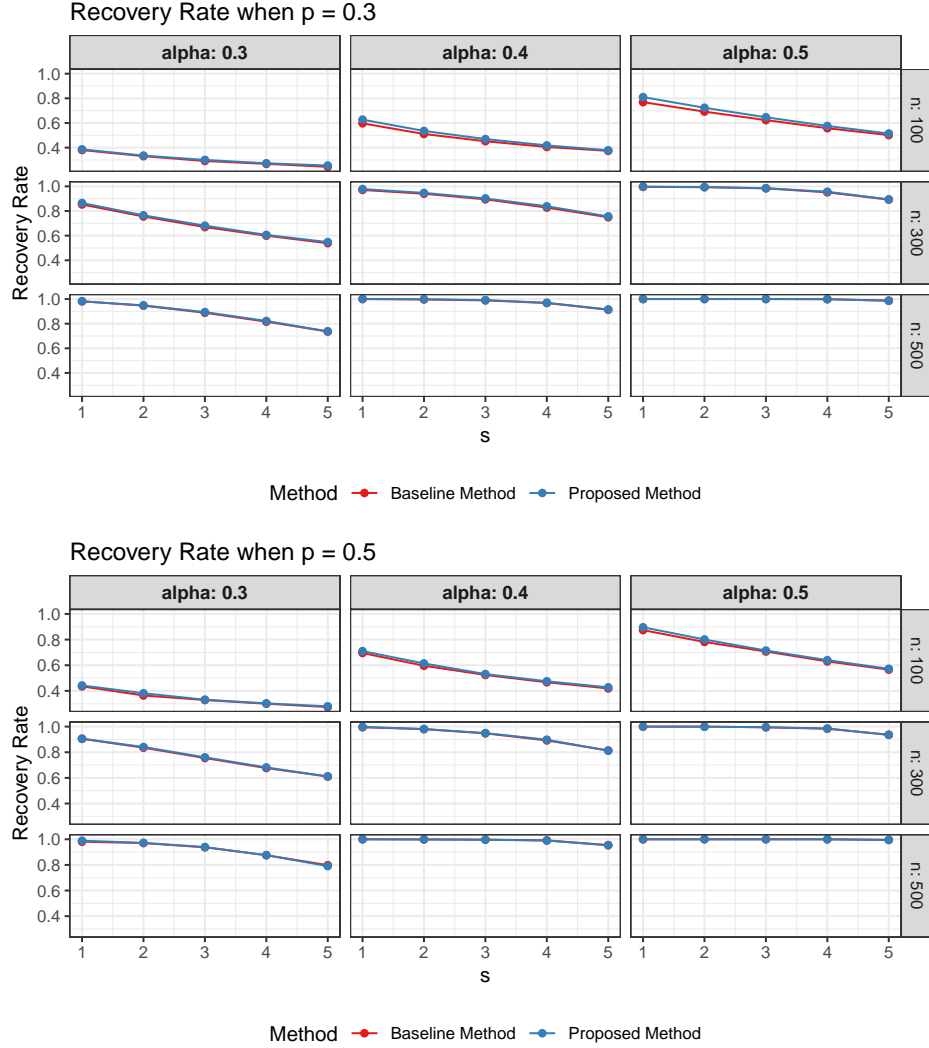 Recovery Rate when p = 0.3
alpha: 0.3
alpha: 0.4
alpha: 0.5
Recovery Rate
1.0
0.8
0.6
0.4
n: 100
1.0
0.8
0.6
0.4
n: 300
1.0
0.8
0.6
0.4
n: 500
1 2 3 4 5
1 2 3 4 5
1 2 3 4 5
s
Method Baseline Method Proposed Method
Recovery Rate when p = 0.5
alpha: 0.3
alpha: 0.4
alpha: 0.5
Recovery Rate
1.0
0.8
0.6
0.4
n: 100
1.0
0.8
0.6
0.4
n: 300
1.0
0.8
0.6
0.4
n: 500
1 2 3 4 5
1 2 3 4 5
1 2 3 4 5
s
Method Baseline Method Proposed Method